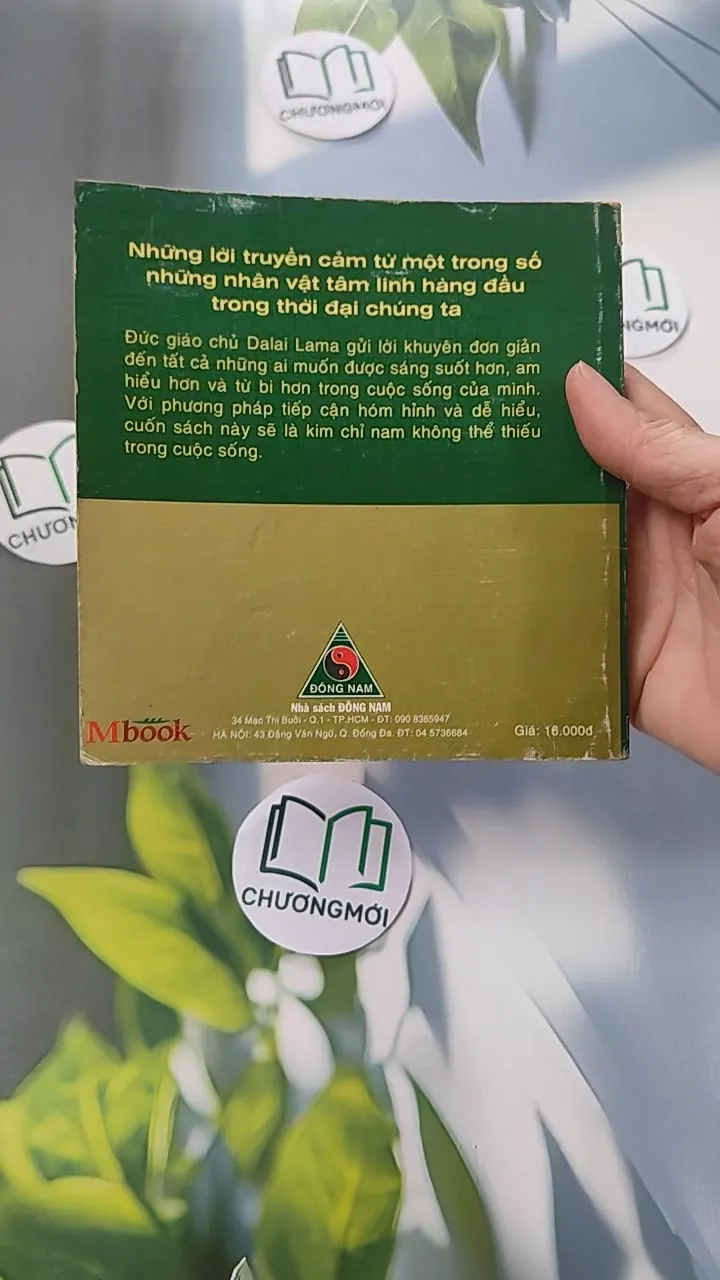 CHƯƠNGMỚI
Những lời truyền cảm từ một trong số
những nhân vật tâm linh hàng đầu
trong thời đại chúng ta
Đức giáo chủ Dalai Lama gửi lời khuyên đơn giản
đến tất cả những ai muốn được sáng suốt hơn, am
hiểu hơn và từ bi hơn trong cuộc sống của mình.
Với phương pháp tiếp cận hóm hỉnh và dễ hiểu,
cuốn sách này sẽ là kim chỉ nam không thể thiếu
trong cuộc sống.
NGMỚI
CHƯƠN
ĐÔNG NAM
Nhà sách ĐÔNG NAM
Mbook
34 Mạc Thị Bưởi - Q.1 - TP.HCM - ĐT: 090 8365947
HÀ NỘI: 43 Đặng Văn Ngữ, Q. Đống Đa. ĐT: 04 5736684
Giá: 16.000đ
CHƯƠNGMỚI